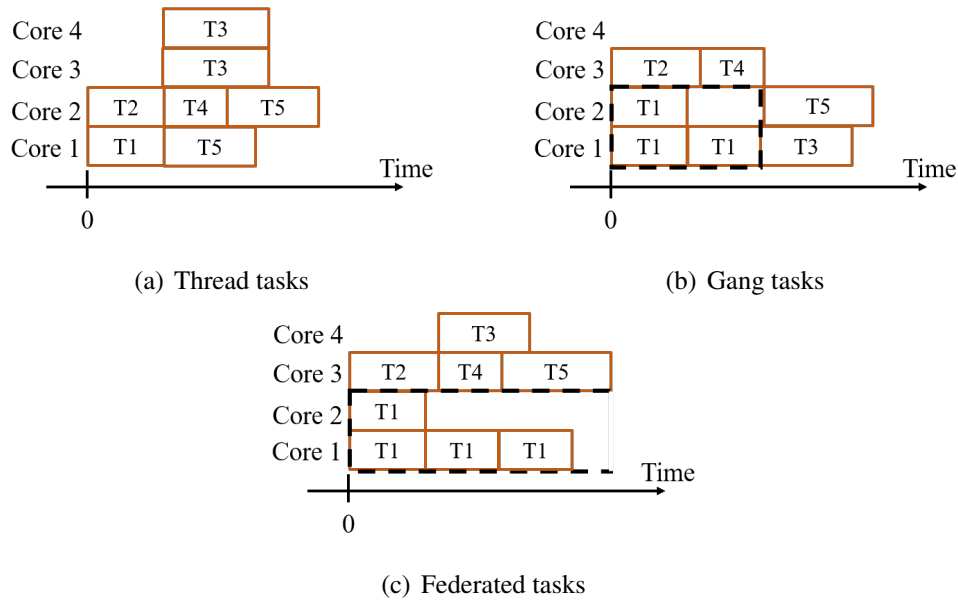 Core 4 T3
Core 3 T3
Core 2 T2 T4 T5
Core 1 T1 T5
Time
0
(a) Thread tasks
Core 4
Core 3 T2 T4
Core 2 T1 T5
Core 1 T1 T1 T3
Time
0
(b) Gang tasks
Core 4 T3
Core 3 T2 T4 T5
Core 2 T1
Core 1 T1 T1 T1
Time
0
(c) Federated tasks